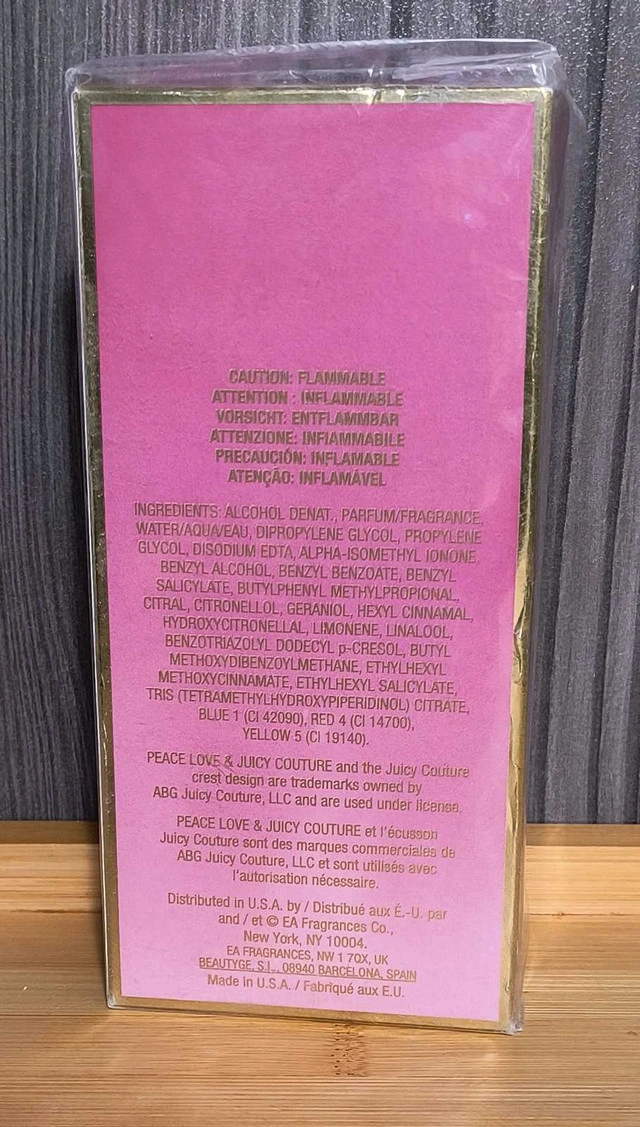 CAUTION: FLAMMABLE
ATTENTION : INFLAMMABLE
VORSICHT: ENTFLAMMBAR
ATTENZIONE: INFIAMMABILE
PRECAUCIÓN: INFLAMABLE
ATENÇÃO: INFLAMÁVEL
INGREDIENTS: ALCOHOL DENAT., PARFUM/FRAGRANCE,
WATER/AQUA/EAU, DIPROPYLENE GLYCOL, PROPYLENE
GLYCOL, DISODIUM EDTA, ALPHA-ISOMETHYL IONONE,
BENZYL ALCOHOL, BENZYL BENZOATE, BENZYL
SALICYLATE, BUTYLPHENYL METHYLPROPIONAL,
CITRAL, CITRONELLOL, GERANIOL, HEXYL CINNAMAL,
HYDROXYCITRONELLAL, LIMONENE, LINALOOL,
BENZOTRIAZOLYL DODECYL p-CRESOL, BUTYL
METHOXYDIBENZOYLMETHANE, ETHYLHEXYL
METHOXYCINNAMATE, ETHYLHEXYL SALICYLATE,
TRIS (TETRAMETHYLHYDROXYPIPERIDINOL) CITRATE,
BLUE 1 (CI 42090), RED 4 (CI 14700),
YELLOW 5 (CI 19140).
PEACE LOVE & JUICY COUTURE and the Juicy Couture
crest design are trademarks owned by
ABG Juicy Couture, LLC and are used under license.
PEACE LOVE & JUICY COUTURE et l'écusson
Juicy Couture sont des marques commerciales de
ABG Juicy Couture, LLC et sont utilisés avec
l'autorisation nécessaire.
Distributed in U.S.A. by / Distribué aux É.-U. par
and / et © EA Fragrances Co.,
New York, NY 10004.
EA FRAGRANCES, NW 1 7QX, UK
BEAUTYGE, S.L., 08940 BARCELONA, SPAIN
Made in U.S.A. / Fabriqué aux E.U.